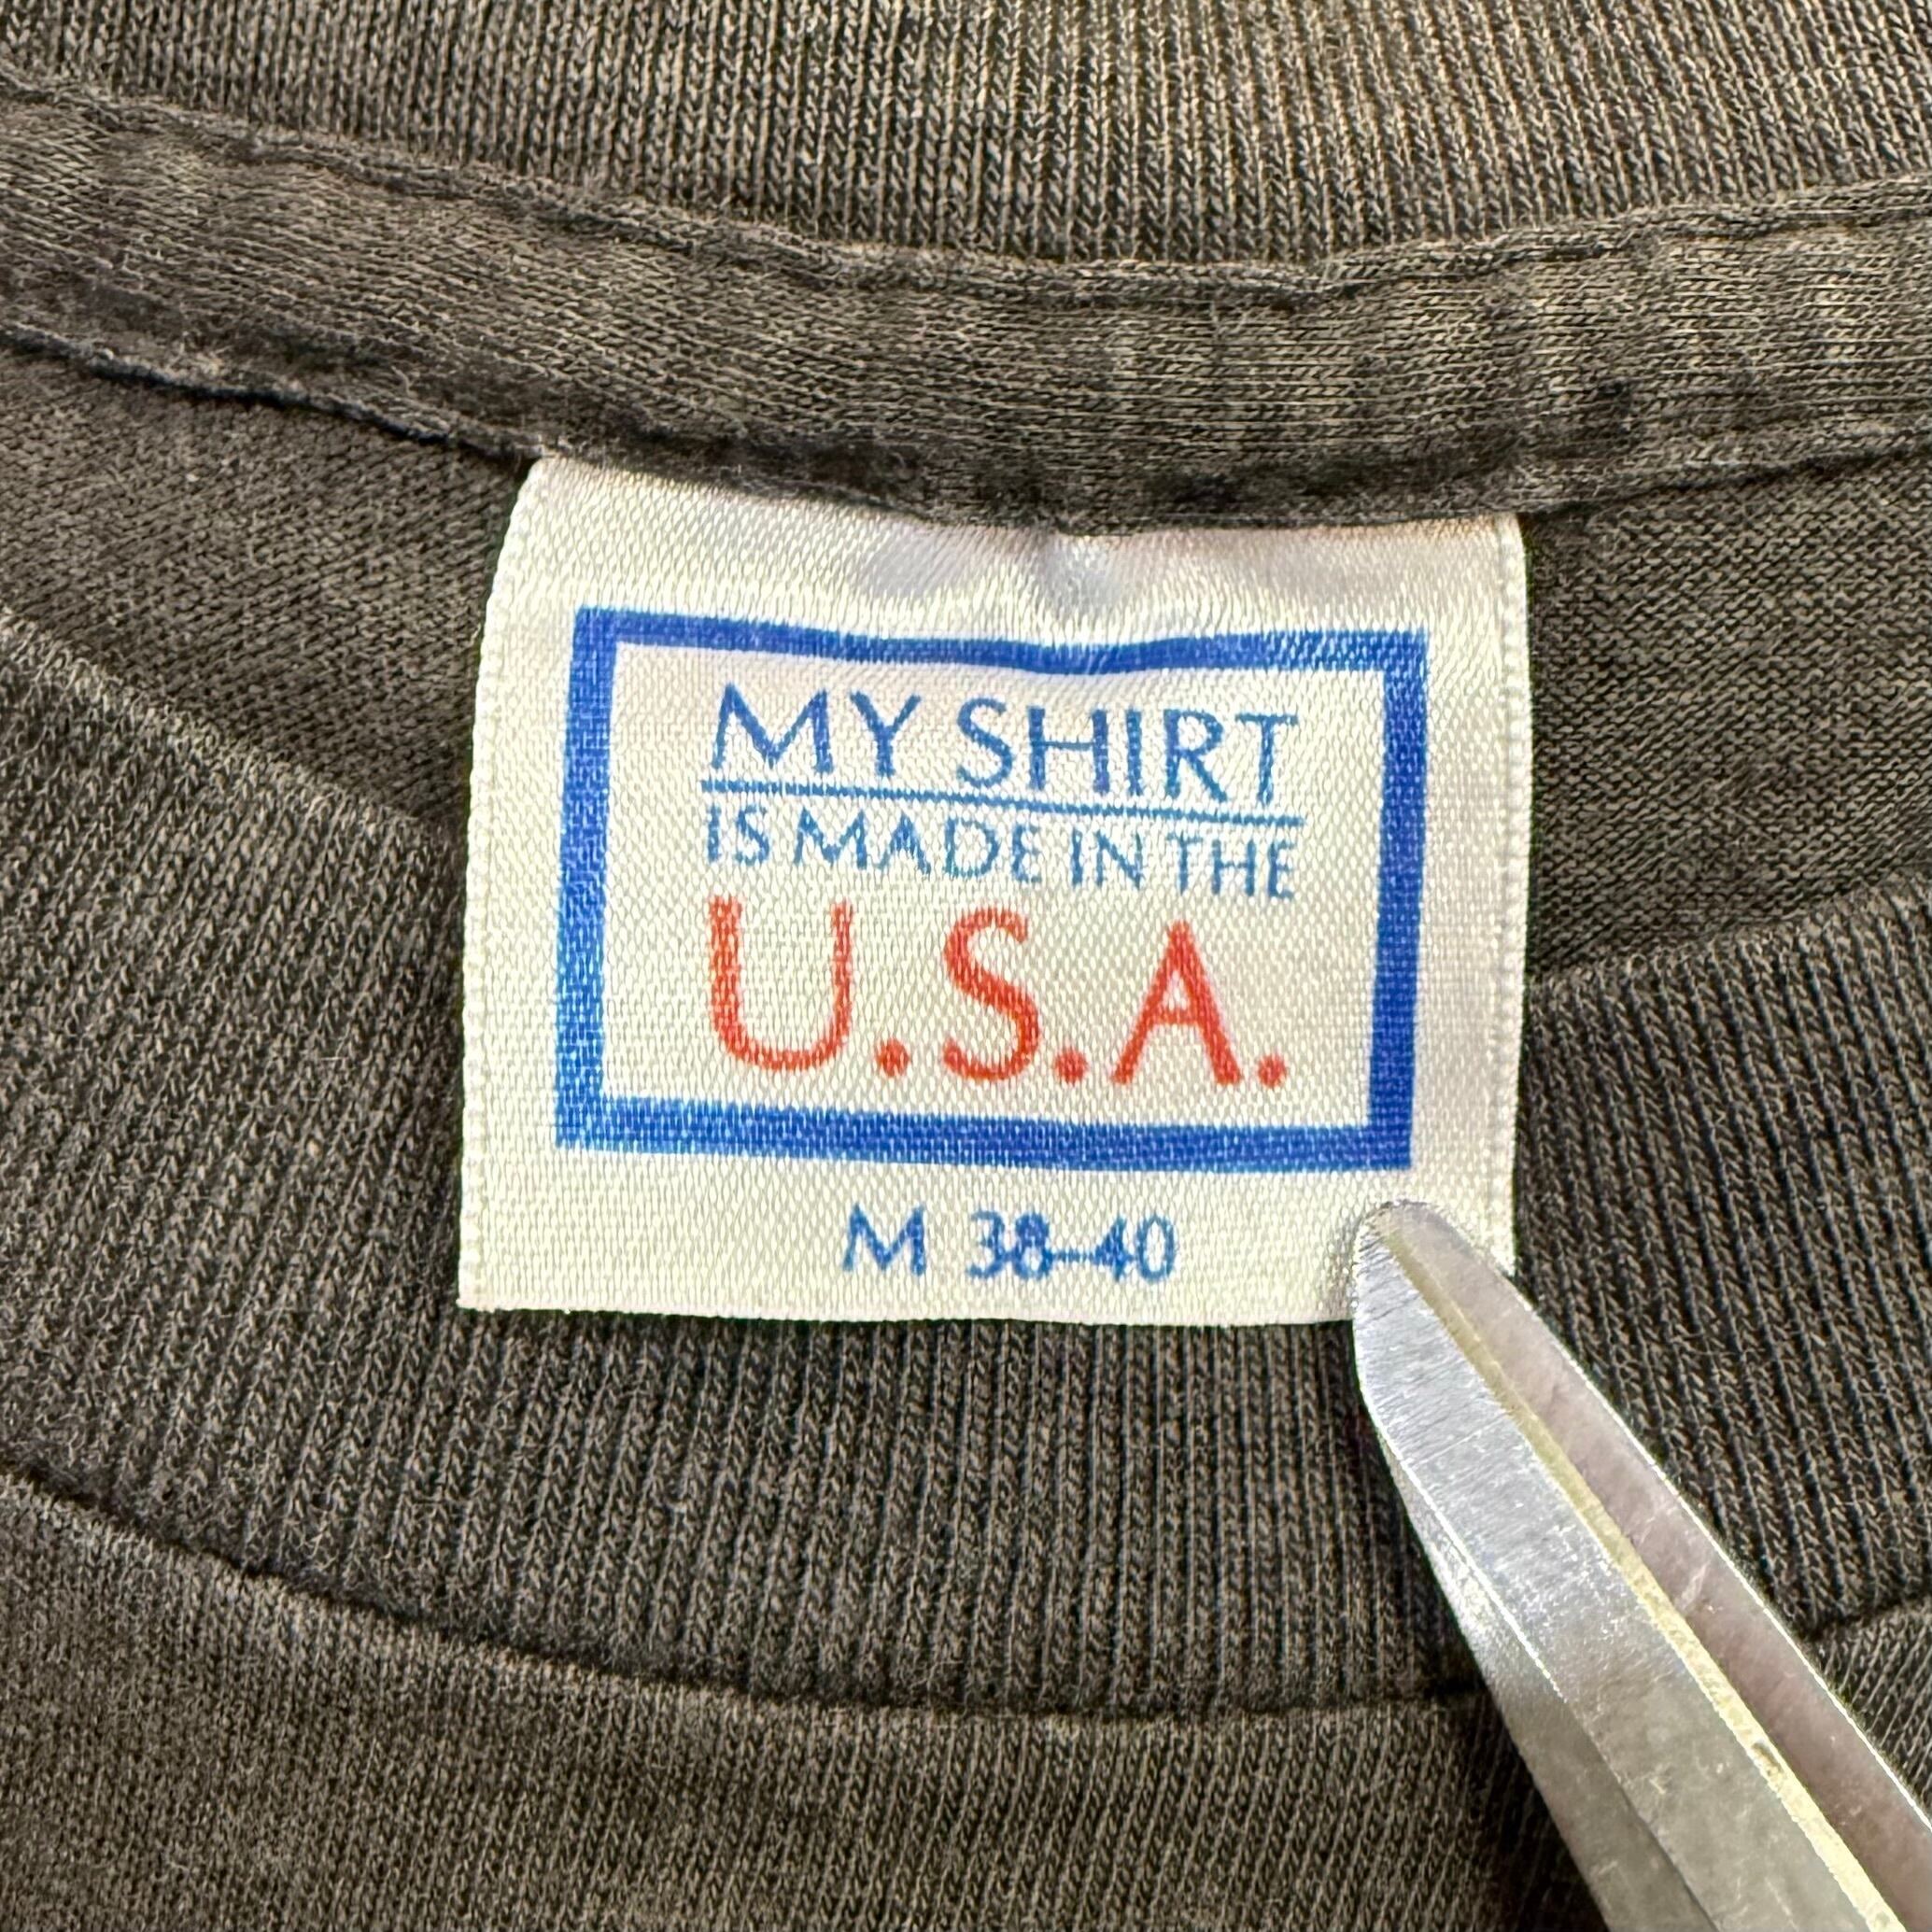 MY SHIRT
IS MADE IN THE
U.S.A.
M 38-40